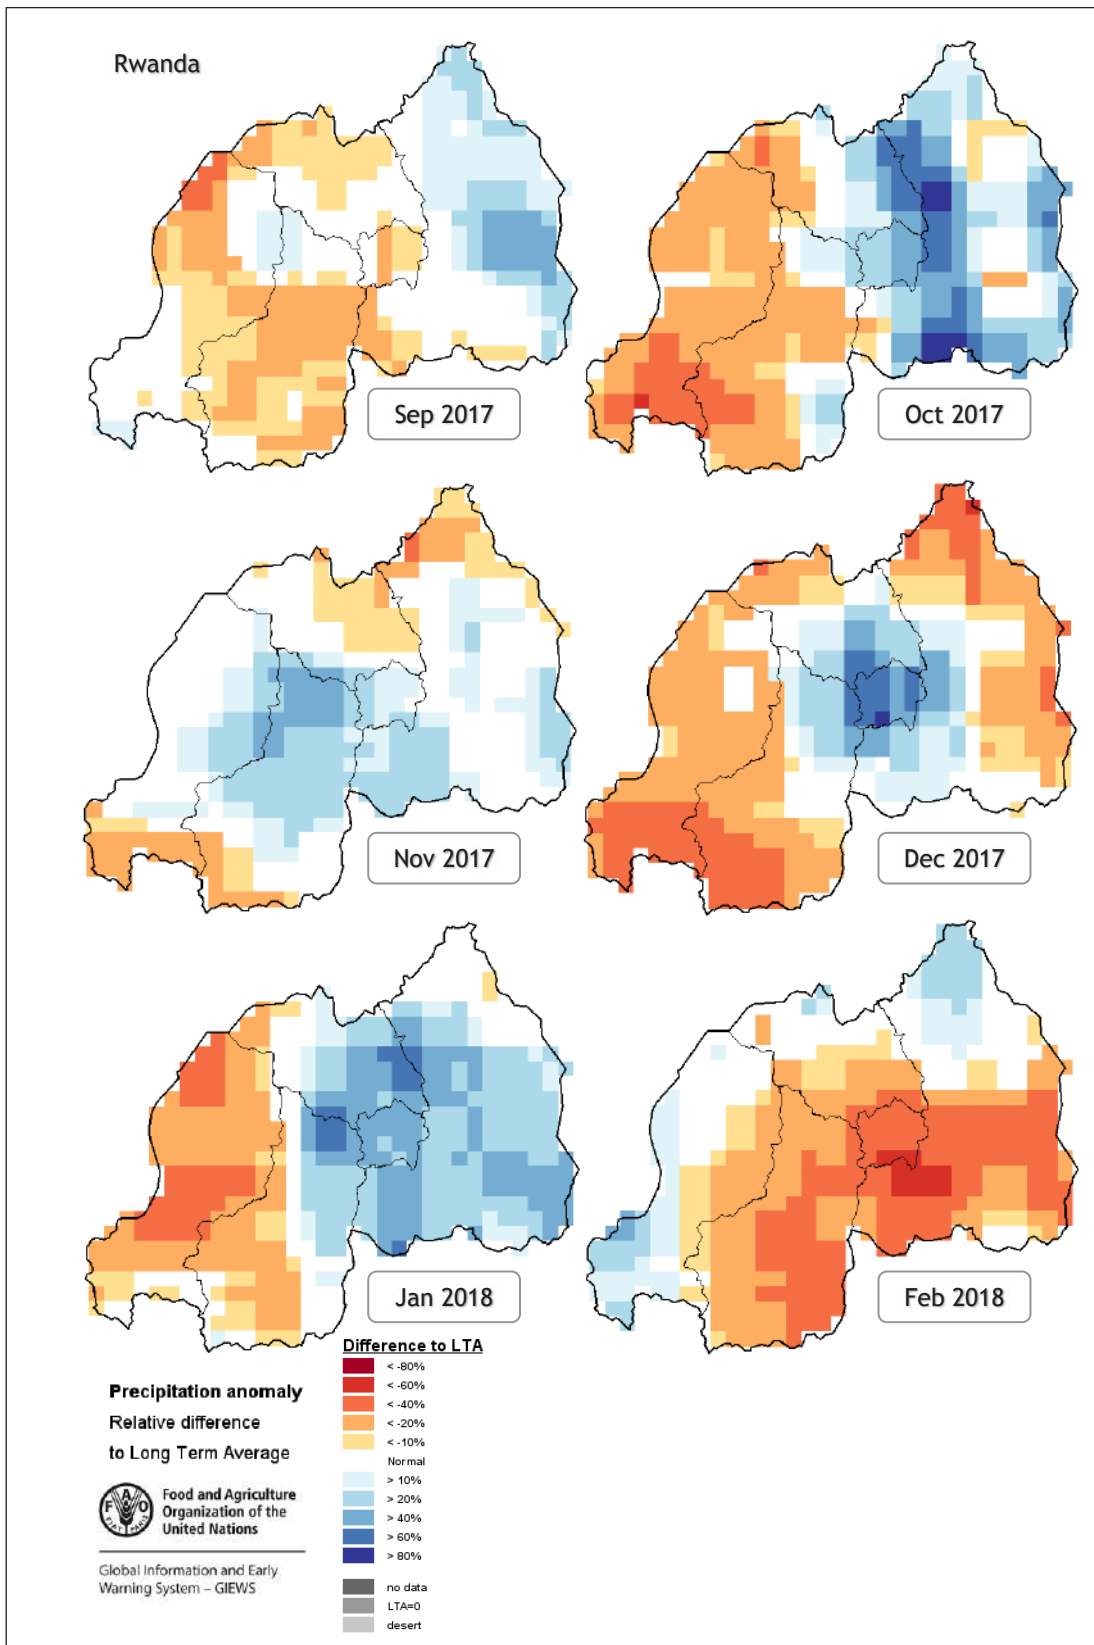 Rwanda
Sep 2017
Oct 2017
Nov 2017
Dec 2017
Jan 2018
Feb 2018
Difference to LTA
< -80%
< -60%
< -40%
< -20%
< -10%
Normal
> 10%
> 20%
> 40%
> 60%
> 80%
no data
LTA=0
desert
Precipitation anomaly
Relative difference
to Long Term Average
F A O
FIAT PANIS
Food and Agriculture
Organization of the
United Nations
Global Information and Early
Warning System – GIEWS